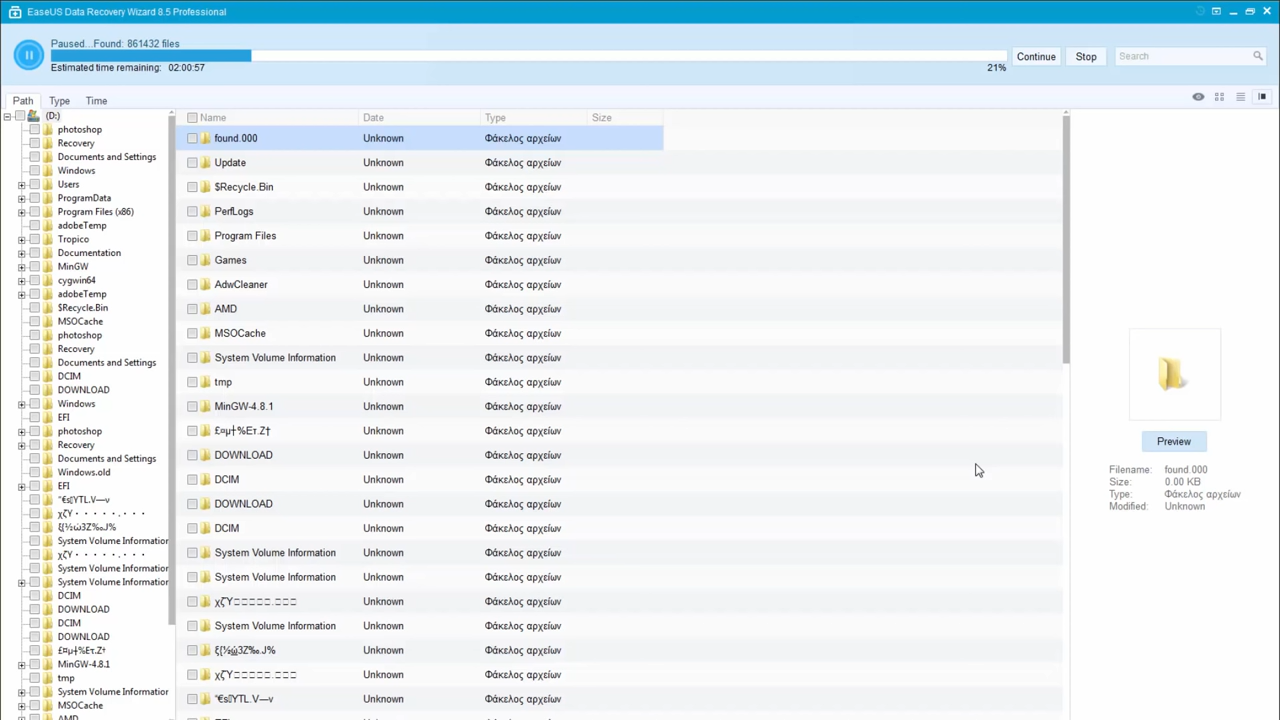 EaseUS Data Recovery Wizard 8.5 Professional
Paused...Found: 861432 files
Estimated time remaining: 02:00:57
21%
Continue
Stop
Search
Path Type Time
(D:)
photoshop
Recovery
Documents and Settings
Windows
Users
ProgramData
Program Files (x86)
adobeTemp
Tropico
Documentation
MinGW
cygwin64
adobeTemp
$Recycle.Bin
MSOCache
photoshop
Recovery
Documents and Settings
DCIM
DOWNLOAD
Windows
EFI
photoshop
Recovery
Documents and Settings
Windows.old
EFI
System Volume Information
System Volume Information
System Volume Information
DCIM
DOWNLOAD
DCIM
DOWNLOAD
£¤µ‡%Ετ.Ζ†
MinGW-4.8.1
tmp
System Volume Information
MSOCache
AMD
Name Date Type Size
found.000 Unknown Φάκελος αρχείων
Update Unknown Φάκελος αρχείων
$Recycle.Bin Unknown Φάκελος αρχείων
PerfLogs Unknown Φάκελος αρχείων
Program Files Unknown Φάκελος αρχείων
Games Unknown Φάκελος αρχείων
AdwCleaner Unknown Φάκελος αρχείων
AMD Unknown Φάκελος αρχείων
MSOCache Unknown Φάκελος αρχείων
System Volume Information Unknown Φάκελος αρχείων
tmp Unknown Φάκελος αρχείων
MinGW-4.8.1 Unknown Φάκελος αρχείων
£¤µ‡%Ετ.Ζ† Unknown Φάκελος αρχείων
DOWNLOAD Unknown Φάκελος αρχείων
DCIM Unknown Φάκελος αρχείων
DOWNLOAD Unknown Φάκελος αρχείων
DCIM Unknown Φάκελος αρχείων
System Volume Information Unknown Φάκελος αρχείων
System Volume Information Unknown Φάκελος αρχείων
Unknown Φάκελος αρχείων
System Volume Information Unknown Φάκελος αρχείων
Unknown Φάκελος αρχείων
Unknown Φάκελος αρχείων
Unknown Φάκελος αρχείων
Preview
Filename: found.000
Size: 0.00 KB
Type: Φάκελος αρχείων
Modified: Unknown